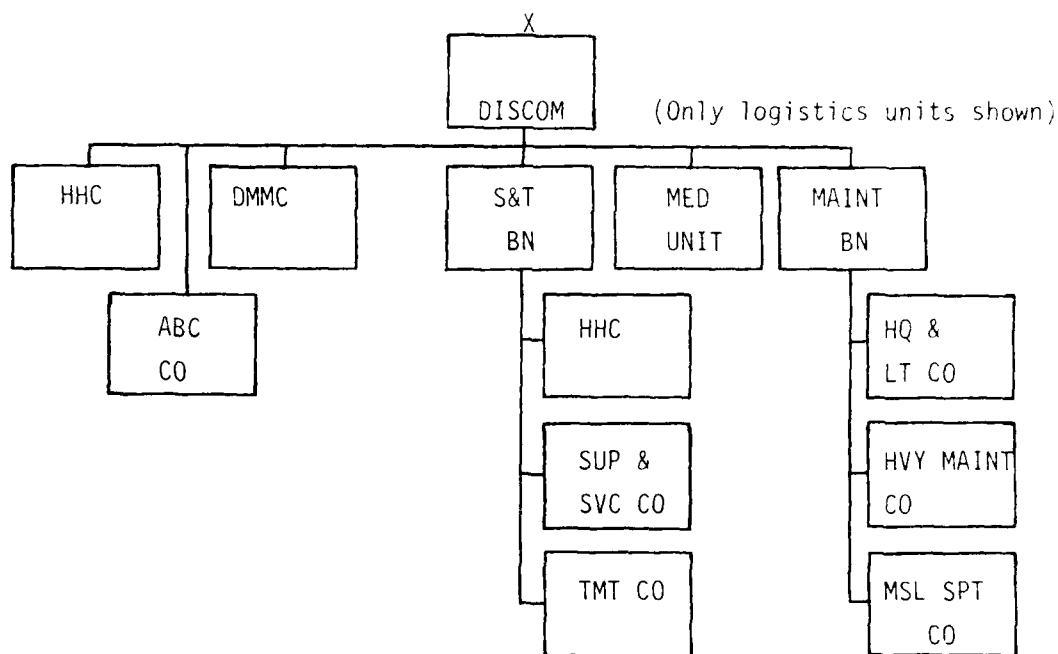 X
DISCOM
(Only logistics units shown)
HHC
DMMC
S&T
BN
MED
UNIT
MAINT
BN
ABC
CO
HHC
HQ &
LT CO
SUP &
SVC CO
HVY MAINT
CO
TMT CO
MSL SPT
CO